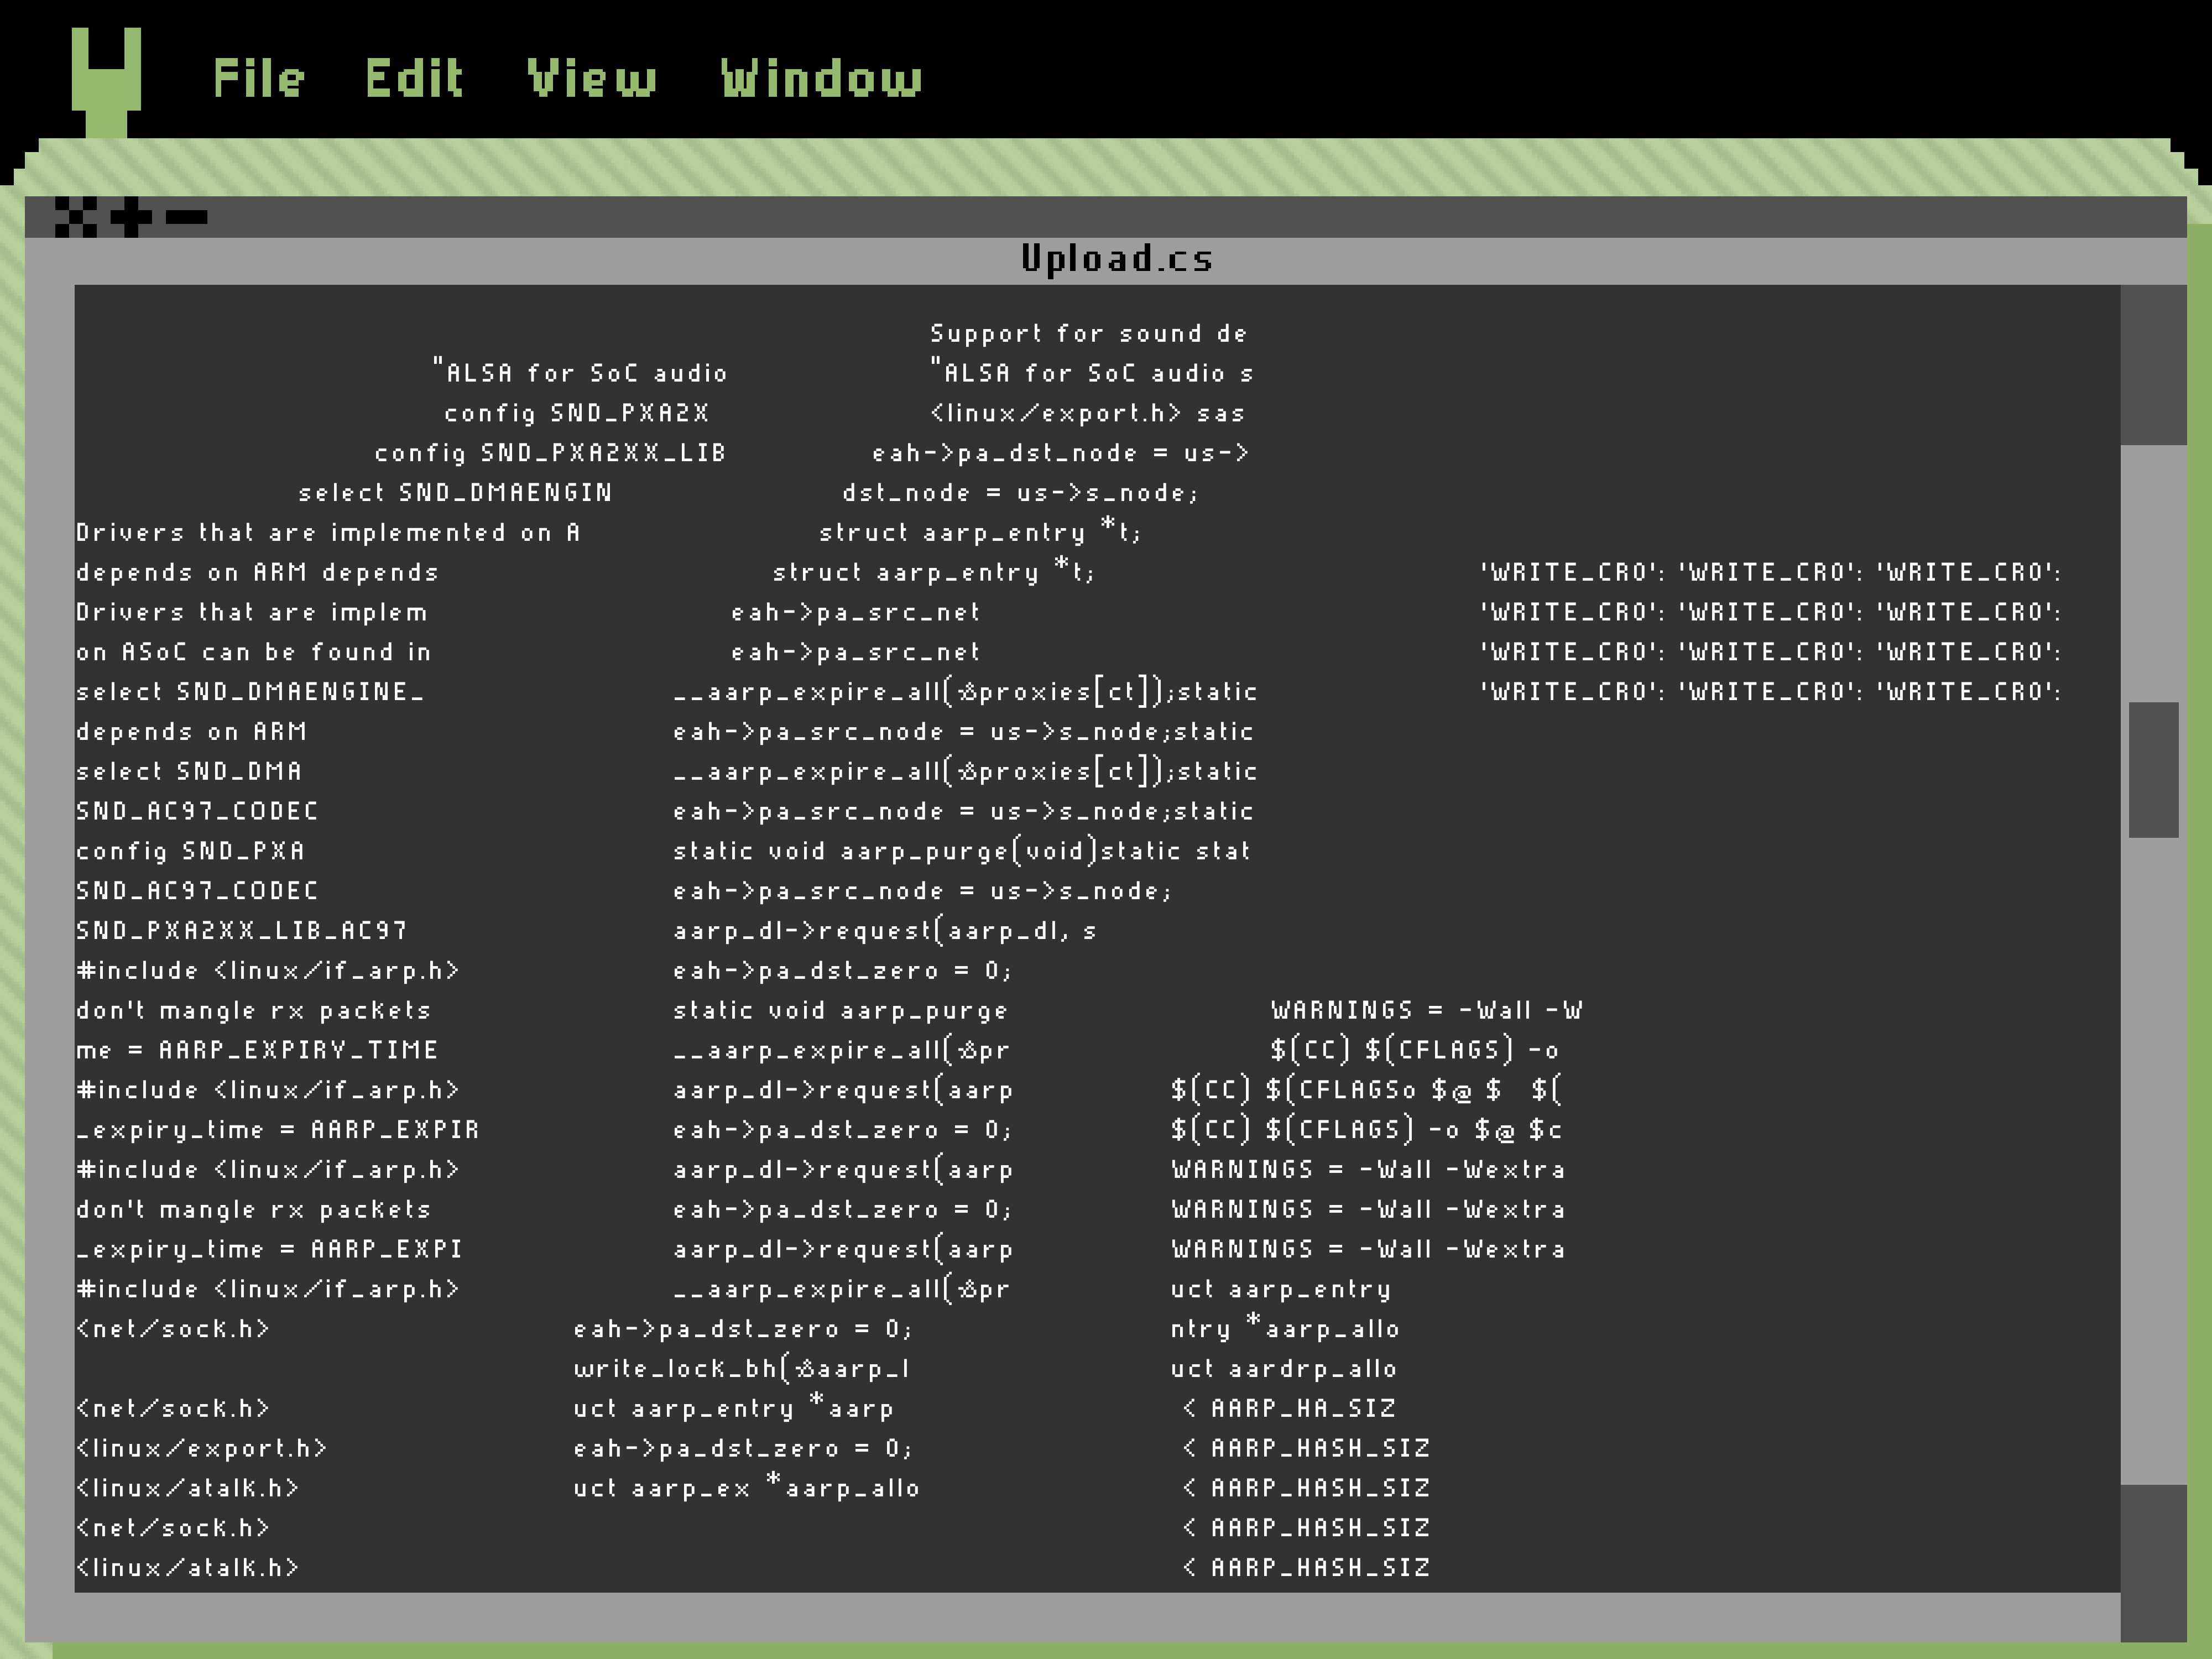 File Edit View Window
Upload.cs
Support for sound de
"ALSA for SoC audio "ALSA for SoC audio s
config SND_PXA2X <linux/export.h> sas
config SND_PXA2XX_LIB eah->pa_dst_node = us->
select SND_DMAENGIN dst_node = us->s_node;
Drivers that are implemented on A struct aarp_entry *t;
depends on ARM depends struct aarp_entry *t; 'WRITE_CRO': 'WRITE_CRO': 'WRITE_CRO':
Drivers that are implem eah->pa_src_net 'WRITE_CRO': 'WRITE_CRO': 'WRITE_CRO':
on ASoC can be found in eah->pa_src_net 'WRITE_CRO': 'WRITE_CRO': 'WRITE_CRO':
select SND_DMAENGINE_ __aarp_expire_all(&proxies[ct]);static 'WRITE_CRO': 'WRITE_CRO': 'WRITE_CRO':
depends on ARM eah->pa_src_node = us->s_node;static
select SND_DMA __aarp_expire_all(&proxies[ct]);static
SND_AC97_CODEC eah->pa_src_node = us->s_node;static
config SND_PXA static void aarp_purge(void)static stat
SND_AC97_CODEC eah->pa_src_node = us->s_node;
SND_PXA2XX_LIB_AC97 aarp_dl->request(aarp_dl, s
#include <linux/if_arp.h> eah->pa_dst_zero = 0;
don't mangle rx packets static void aarp_purge WARNINGS = -Wall -W
me = AARP_EXPIRY_TIME __aarp_expire_all(&pr $(CC) $(CFLAGS) -o
#include <linux/if_arp.h> aarp_dl->request(aarp $(CC) $(CFLAGSo $@ $ $(
_expiry_time = AARP_EXPIR eah->pa_dst_zero = 0; $(CC) $(CFLAGS) -o $@ $c
#include <linux/if_arp.h> aarp_dl->request(aarp WARNINGS = -Wall -Wextra
don't mangle rx packets eah->pa_dst_zero = 0; WARNINGS = -Wall -Wextra
_expiry_time = AARP_EXPI aarp_dl->request(aarp WARNINGS = -Wall -Wextra
#include <linux/if_arp.h> __aarp_expire_all(&pr uct aarp_entry
<net/sock.h> eah->pa_dst_zero = 0; ntry *aarp_allo
write_lock_bh(&aarp_l uct aardrp_allo
<net/sock.h> uct aarp_entry *aarp < AARP_HA_SIZ
<linux/export.h> eah->pa_dst_zero = 0; < AARP_HASH_SIZ
<linux/atalk.h> uct aarp_ex *aarp_allo < AARP_HASH_SIZ
<net/sock.h> < AARP_HASH_SIZ
<linux/atalk.h> < AARP_HASH_SIZ